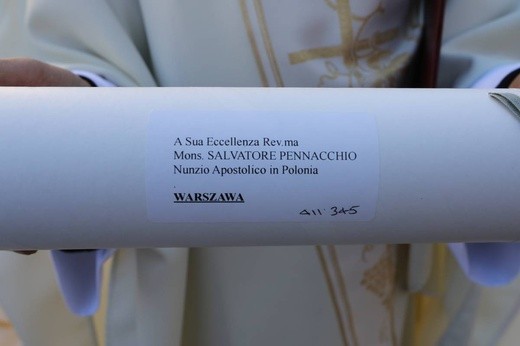 A Sua Eccellenza Rev.ma
Mons. SALVATORE PENNACCHIO
Nunzio Apostolico in Polonia
WARSZAWA
411'345